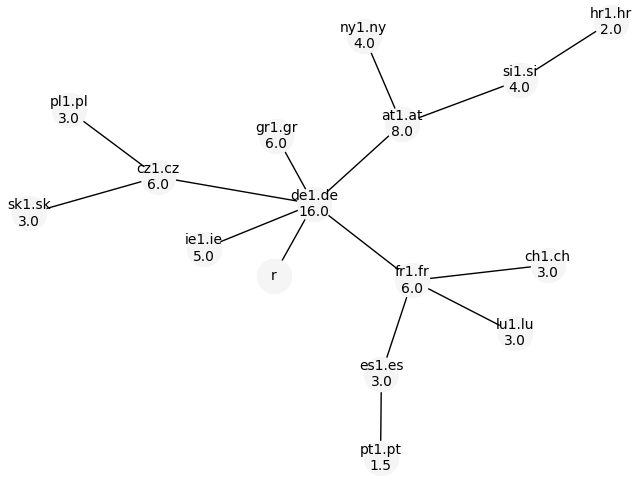 hr1.hr
2.0
ny1.ny
4.0
si1.si
4.0
pl1.pl
3.0
at1.at
8.0
gr1.gr
6.0
cz1.cz
6.0
de1.de
16.0
sk1.sk
3.0
ie1.ie
5.0
ch1.ch
3.0
r
fr1.fr
6.0
lu1.lu
3.0
es1.es
3.0
pt1.pt
1.5